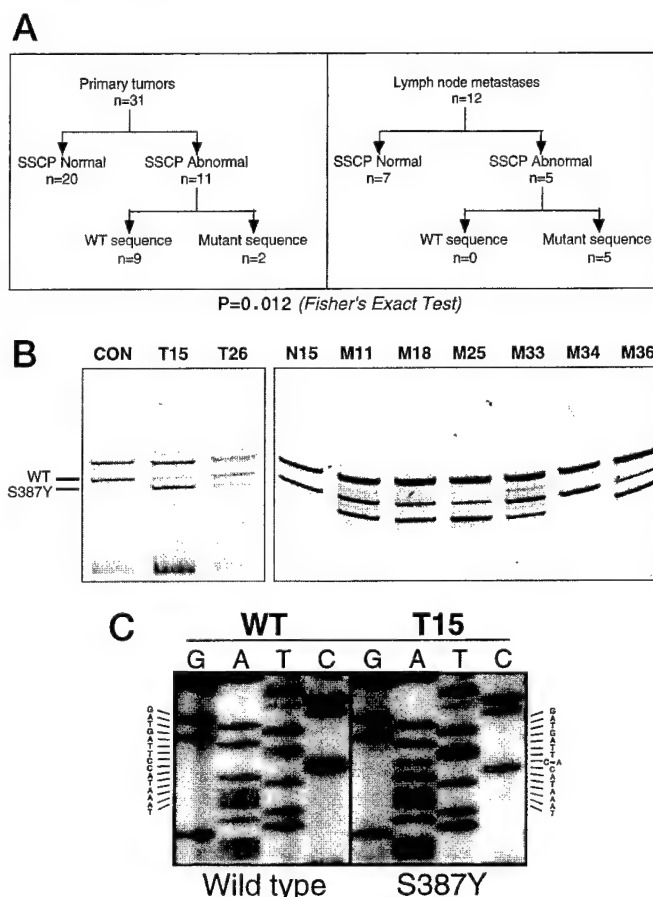 A
Primary tumors
n=31
SSCP Normal
n=20
SSCP Abnormal
n=11
WT sequence
n=9
Mutant sequence
n=2
Lymph node metastases
n=12
SSCP Normal
n=7
SSCP Abnormal
n=5
WT sequence
n=0
Mutant sequence
n=5
P=0.012 (Fisher's Exact Test)
B
CON T15 T26
N15 M11 M18 M25 M33 M34 M36
WT
S387Y
C
WT T15
G A T C G A T C
G
A
T
G
A
T
T
C
C
A
T
A
A
A
T
G
A
T
G
A
T
T
C→A
C
A
T
A
A
A
T
Wild type S387Y